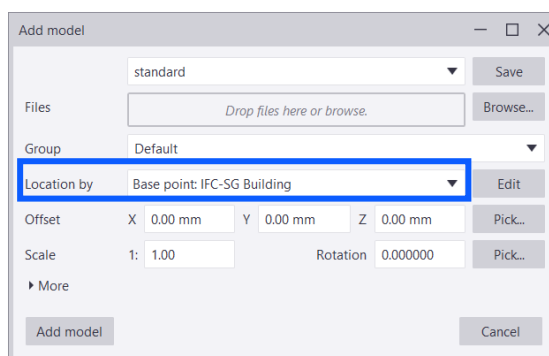 Add model
standard Save
Files Drop files here or browse. Browse...
Group Default
Location by Base point: IFC-SG Building Edit
Offset X 0.00 mm Y 0.00 mm Z 0.00 mm Pick...
Scale 1: 1.00 Rotation 0.000000 Pick...
More
Add model Cancel